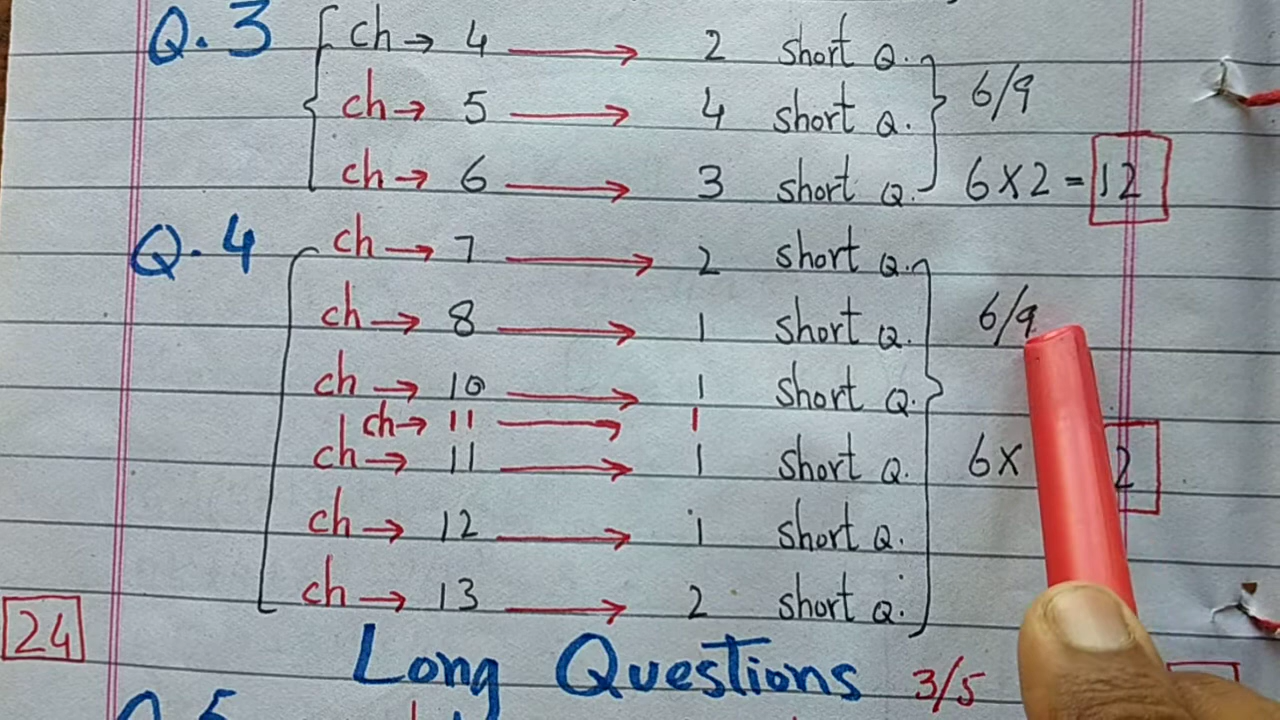 Q.3 ch → 4 → 2 short Q.
ch → 5 → 4 short Q. 6/9
ch → 6 → 3 short Q. 6×2 = 12
Q.4 ch → 7 → 2 short Q.
ch → 8 → 1 short Q. 6/9
ch → 10 → 1 short Q.
ch → 11 → 1
ch → 11 → 1 short Q. 6× 2
ch → 12 → 1 short Q.
ch → 13 → 2 short Q.
24
Long Questions 3/5